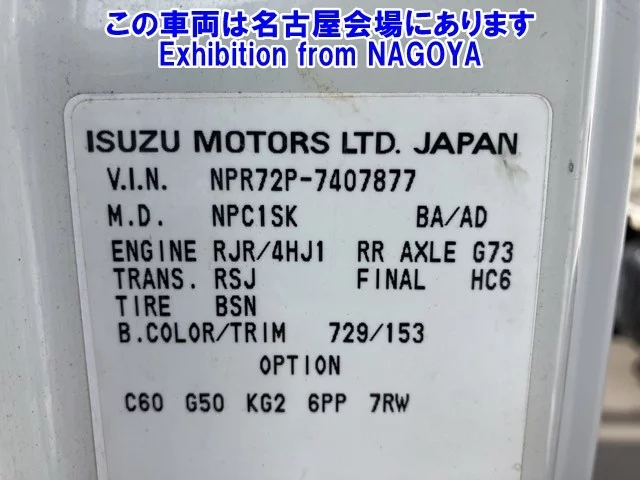 この車両は名古屋会場にあります
Exhibition from NAGOYA
ISUZU MOTORS LTD. JAPAN
V.I.N. NPR72P-7407877
M.D. NPC1SK BA/AD
ENGINE RJR/4HJ1 RR AXLE G73
TRANS. RSJ FINAL HC6
TIRE BSN
B.COLOR/TRIM 729/153
OPTION
C60 G50 KG2 6PP 7RW